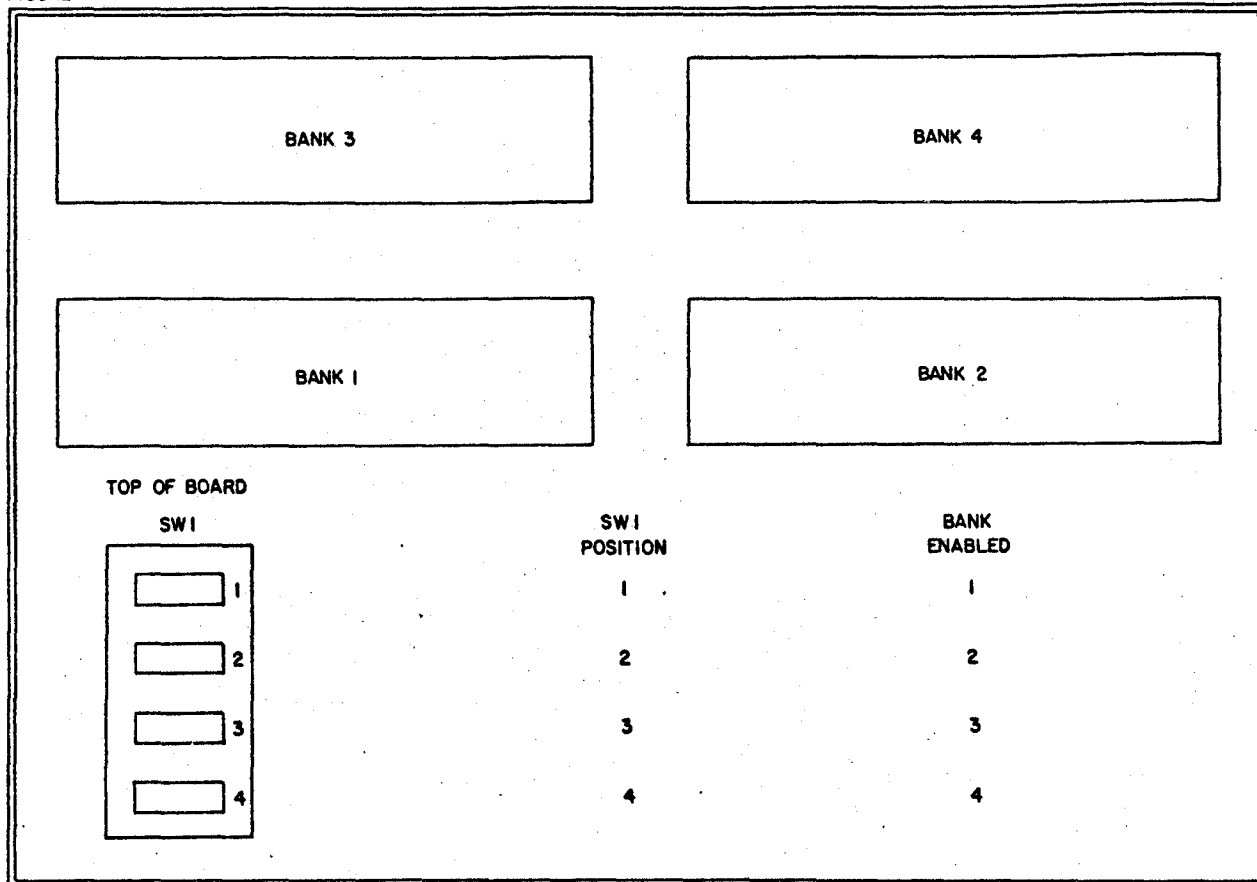 BANK 3 BANK 4
BANK 1 BANK 2
TOP OF BOARD
SW1
1
2
3
4
SW1 POSITION BANK ENABLED
1 1
2 2
3 3
4 4